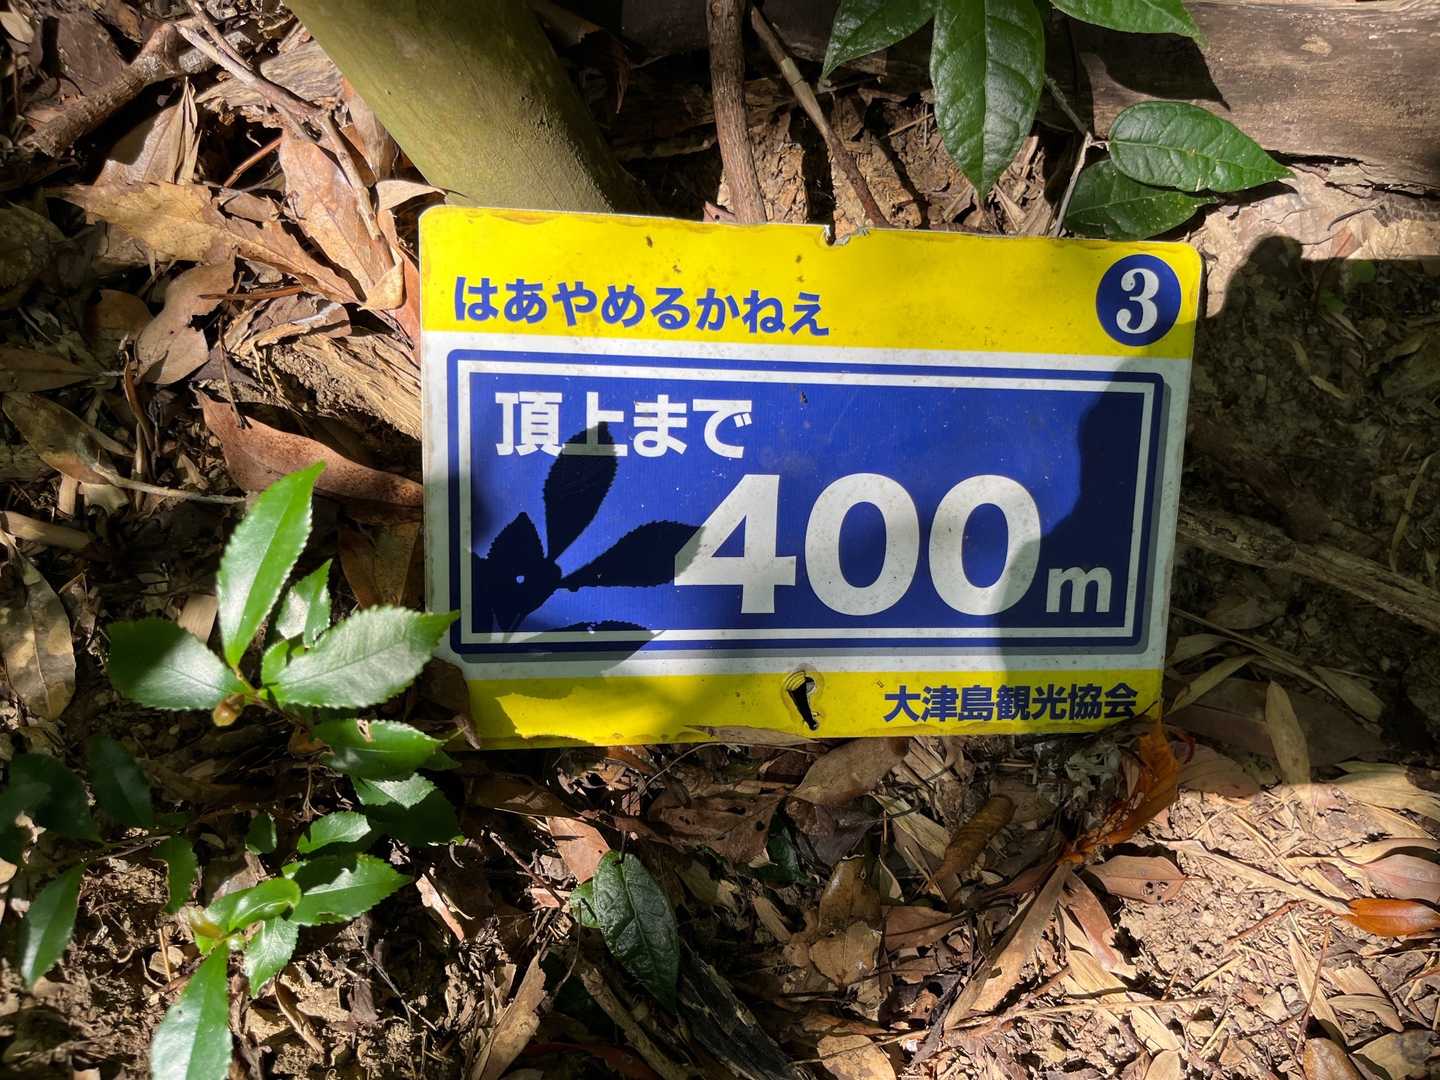 はあやめるかねえ
3
頂上まで
400m
大津島観光協会